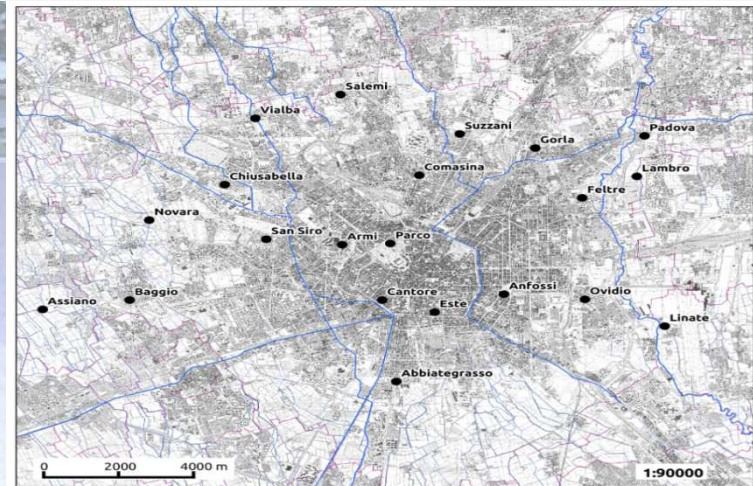 Salemi
Vialba
Suzzani
Gorla
Padova
Comasina
Lambro
Chiusabella
Feltre
Novara
San Siro
Armi
Parco
Baggio
Cantore
Anfossi
Ovidio
Assiano
Este
Linate
Abbiategrasso
0 2000 4000 m
1:90000